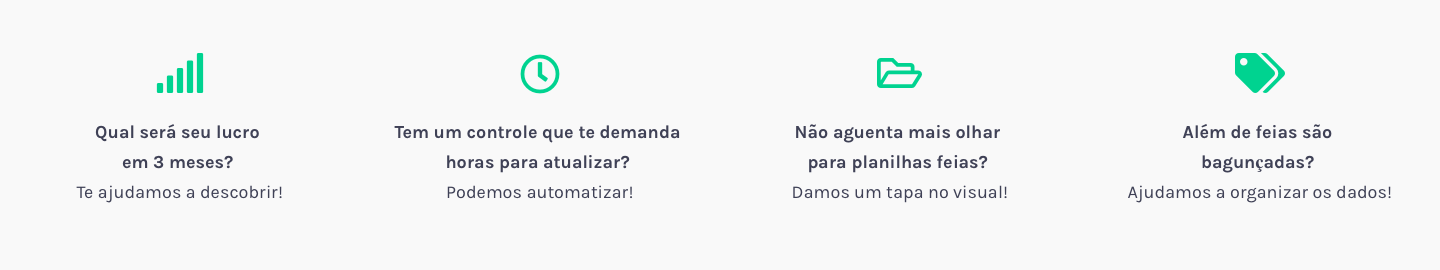 Qual será seu lucro
em 3 meses?
Te ajudamos a descobrir!
Tem um controle que te demanda
horas para atualizar?
Podemos automatizar!
Não aguenta mais olhar
para planilhas feias?
Damos um tapa no visual!
Além de feias são
bagunçadas?
Ajudamos a organizar os dados!